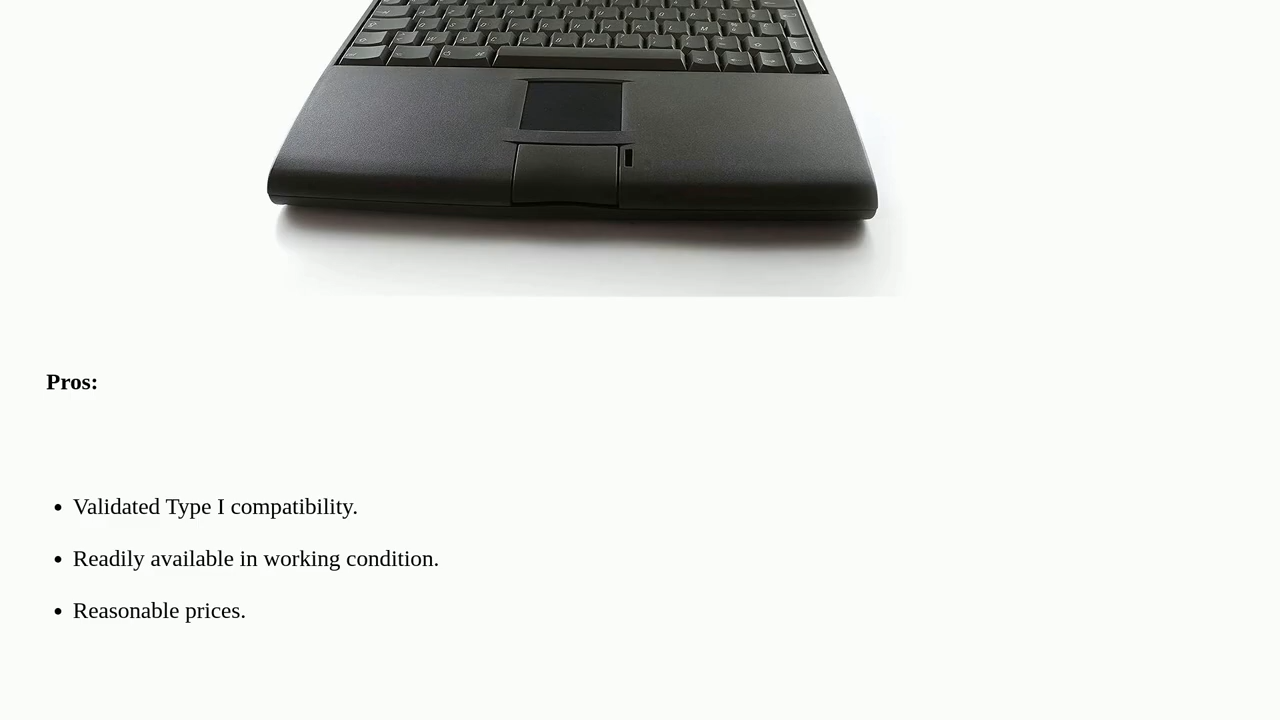 Pros:
• Validated Type I compatibility.
• Readily available in working condition.
• Reasonable prices.